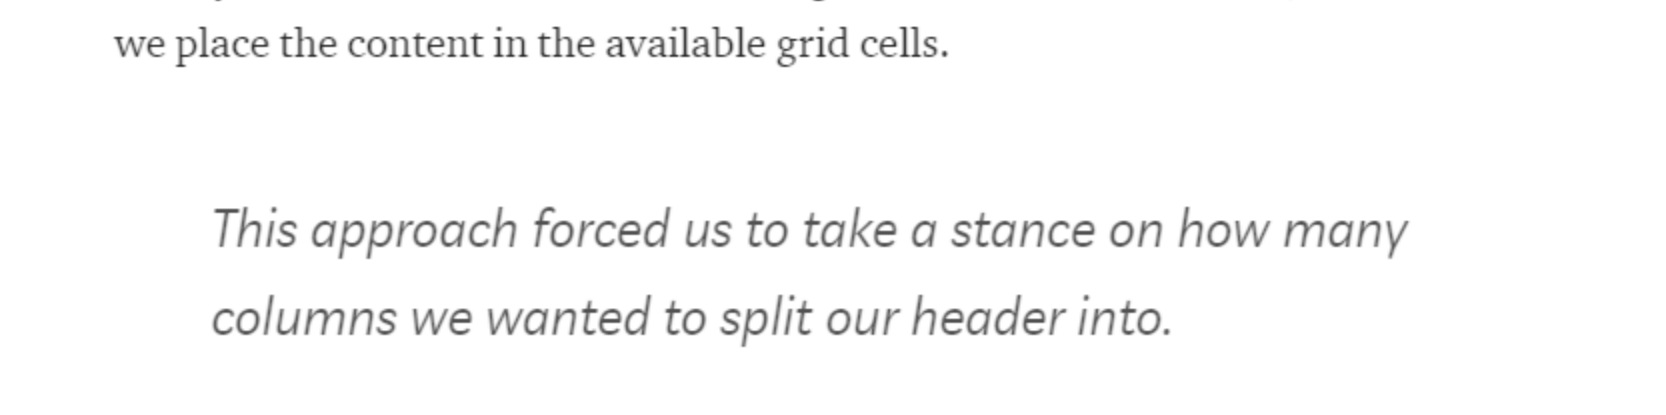 we place the content in the available grid cells.
This approach forced us to take a stance on how many
columns we wanted to split our header into.